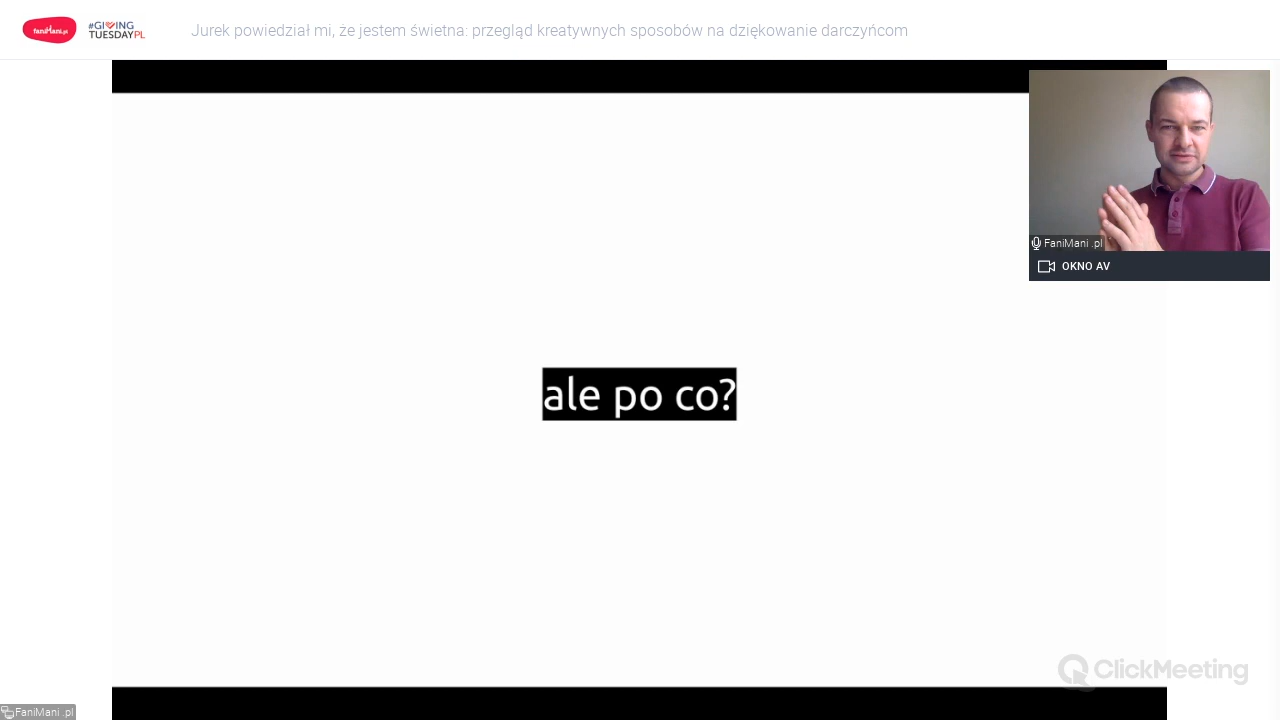 faniMani.pl
#GIVING
TUESDAYPL
Jurek powiedział mi, że jestem świetna: przegląd kreatywnych sposobów na dziękowanie darczyńcom
FaniMani .pl
OKNO AV
ale po co?
ClickMeeting
FaniMani .pl